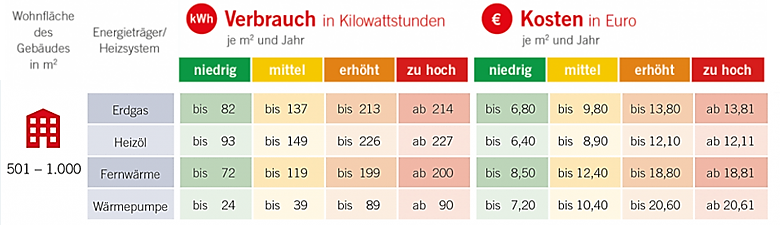 Wohnfläche des Gebäudes in m²
Energieträger/ Heizsystem
kWh Verbrauch in Kilowattstunden
je m² und Jahr
€ Kosten in Euro
je m² und Jahr
niedrig mittel erhöht zu hoch niedrig mittel erhöht zu hoch
501 – 1.000
Erdgas bis 82 bis 137 bis 213 ab 214 bis 6,80 bis 9,80 bis 13,80 ab 13,81
Heizöl bis 93 bis 149 bis 226 ab 227 bis 6,40 bis 8,90 bis 12,10 ab 12,11
Fernwärme bis 72 bis 119 bis 199 ab 200 bis 8,50 bis 12,40 bis 18,80 ab 18,81
Wärmepumpe bis 24 bis 39 bis 89 ab 90 bis 7,20 bis 10,40 bis 20,60 ab 20,61